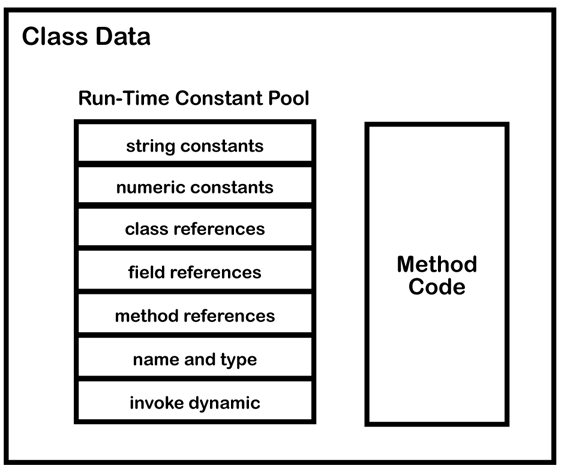 Class Data
Run-Time Constant Pool
string constants
numeric constants
class references
field references
method references
name and type
invoke dynamic
Method
Code